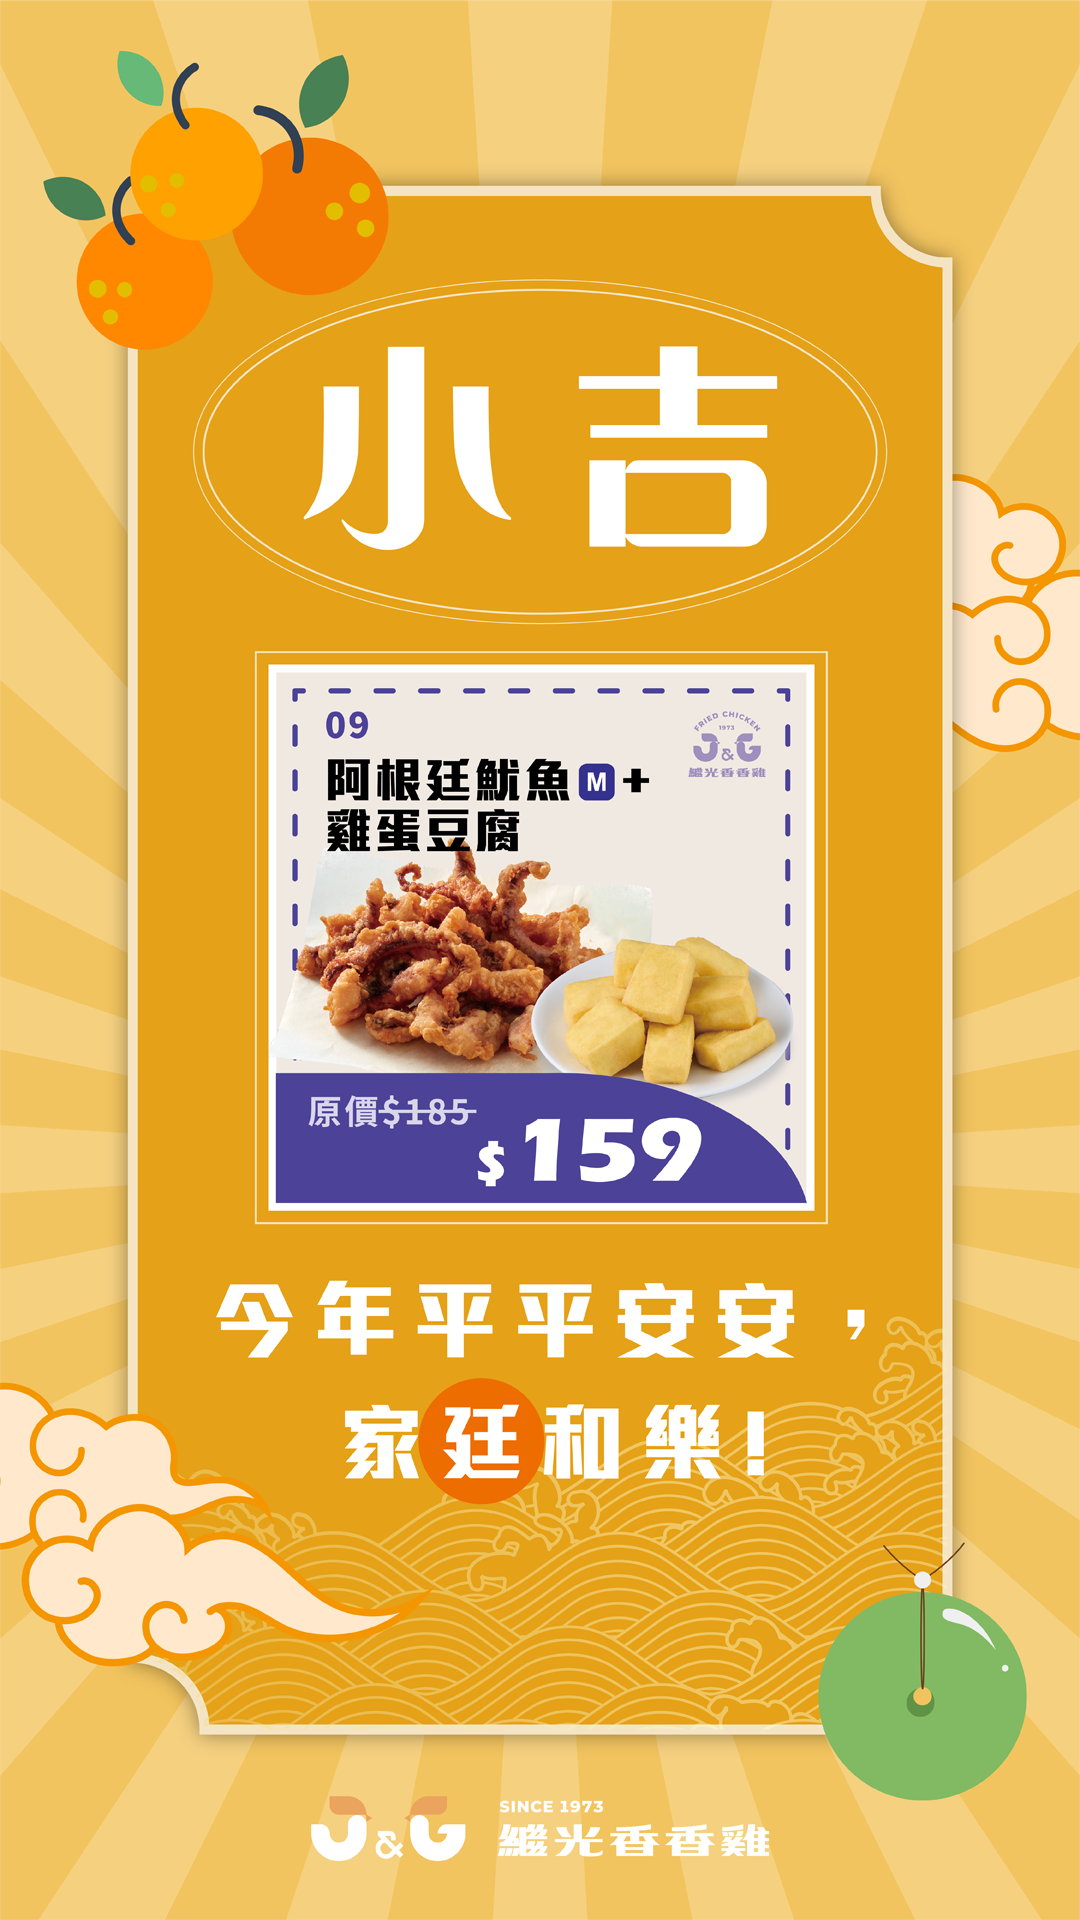 小吉
09
FRIED CHICKEN
1973
J&G
繼光香香雞
阿根廷魷魚M+
雞蛋豆腐
原價$185
$159
今年平平安安，
家廷和樂!
J&G
SINCE 1973
繼光香香雞